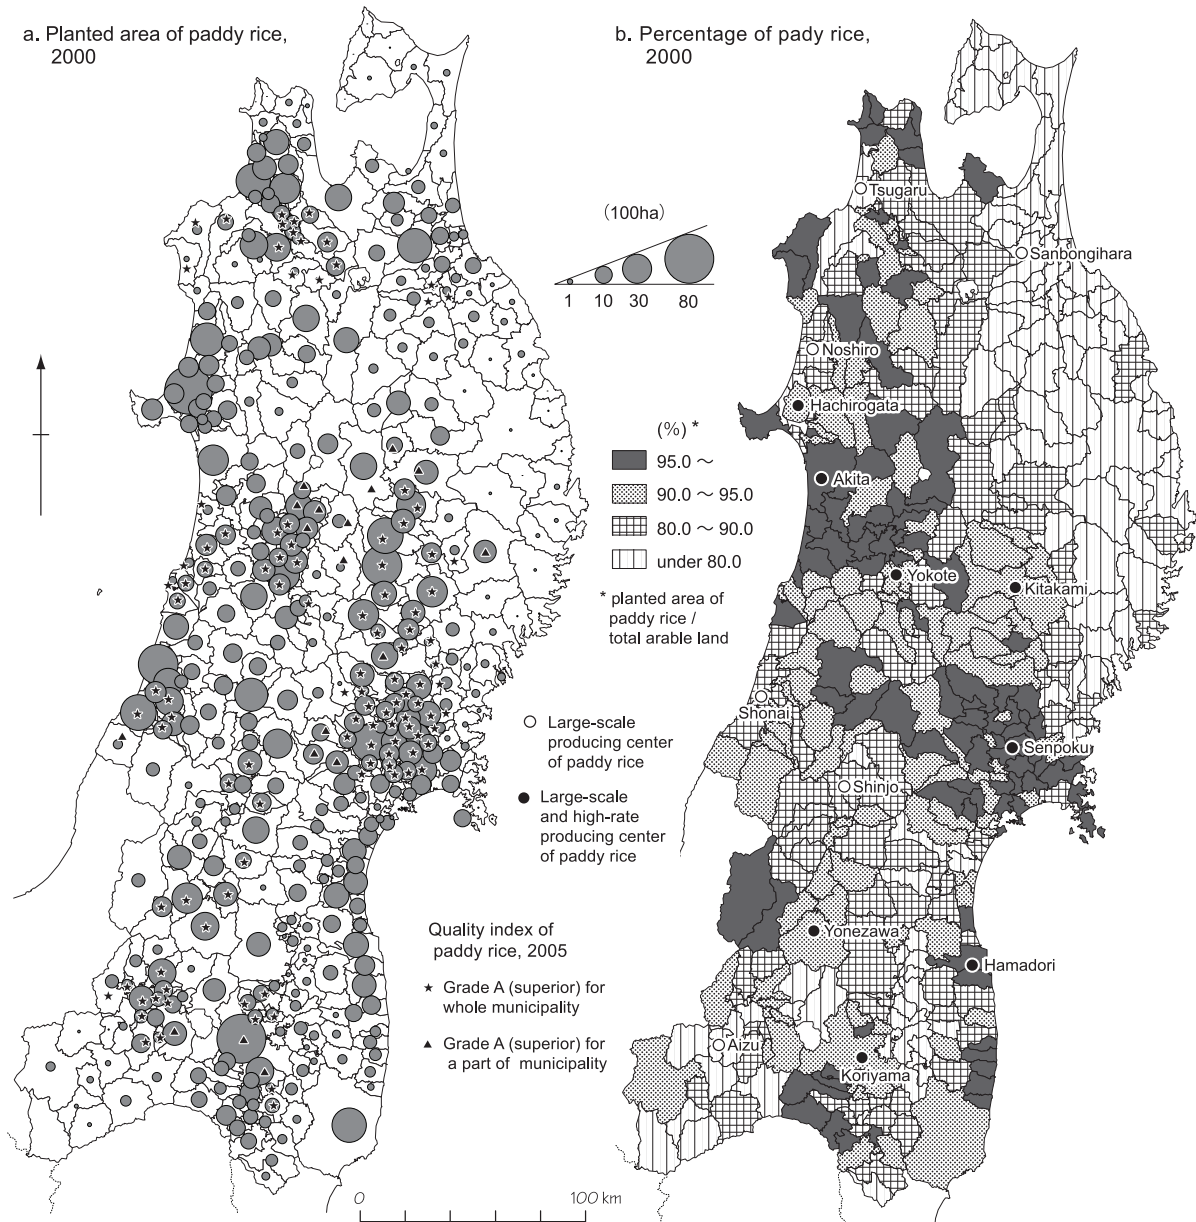 a. Planted area of paddy rice,
2000
b. Percentage of pady rice,
2000
(100ha)
1 10 30 80
Tsugaru
Sanbongihara
Noshiro
Hachirogata
Akita
Yokote
Kitakami
Shonai
Senpoku
Shinjo
Yonezawa
Hamadori
Aizu
Koriyama
(%) *
95.0 ～
90.0 ～ 95.0
80.0 ～ 90.0
under 80.0
* planted area of
paddy rice /
total arable land
Large-scale
producing center
of paddy rice
Large-scale
and high-rate
producing center
of paddy rice
Quality index of
paddy rice, 2005
★ Grade A (superior) for
whole municipality
▲ Grade A (superior) for
a part of municipality
0 100 km